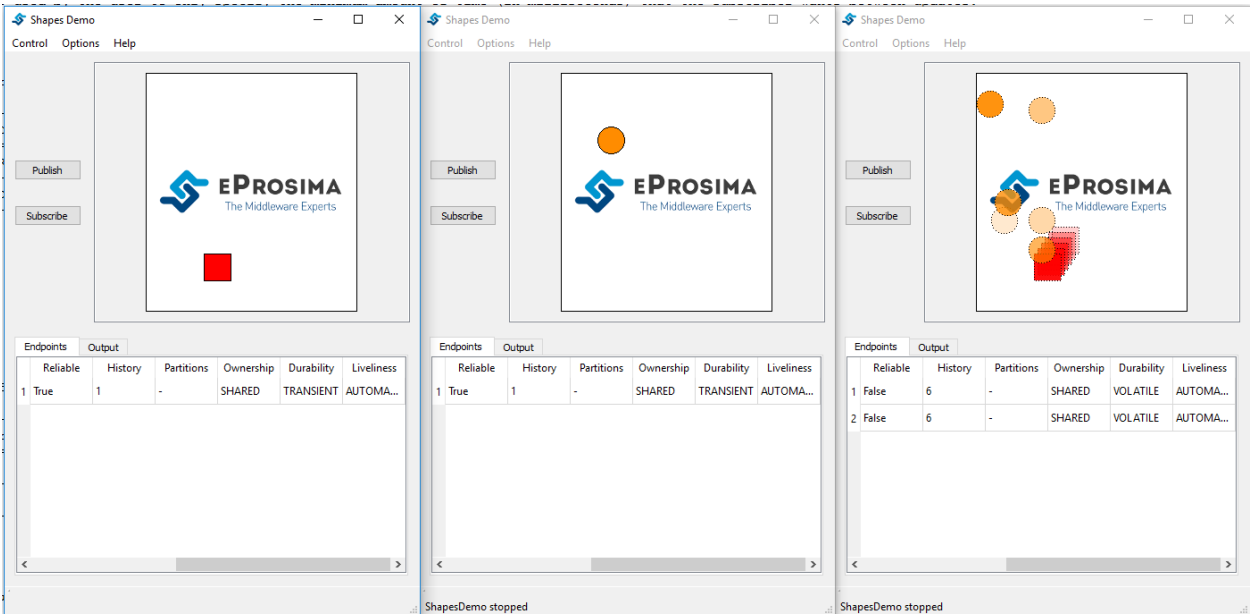 Shapes Demo
Control Options Help
Publish
Subscribe
EPROSIMA
The Middleware Experts
Endpoints Output
Reliable History Partitions Ownership Durability Liveliness
1 True 1 - SHARED TRANSIENT AUTOMA...
Shapes Demo
Control Options Help
Publish
Subscribe
EPROSIMA
The Middleware Experts
Endpoints Output
Reliable History Partitions Ownership Durability Liveliness
1 True 1 - SHARED TRANSIENT AUTOMA...
ShapesDemo stopped
Shapes Demo
Control Options Help
Publish
Subscribe
EPROSIMA
The Middleware Experts
Endpoints Output
Reliable History Partitions Ownership Durability Liveliness
1 False 6 - SHARED VOLATILE AUTOMA...
2 False 6 - SHARED VOLATILE AUTOMA...
ShapesDemo stopped